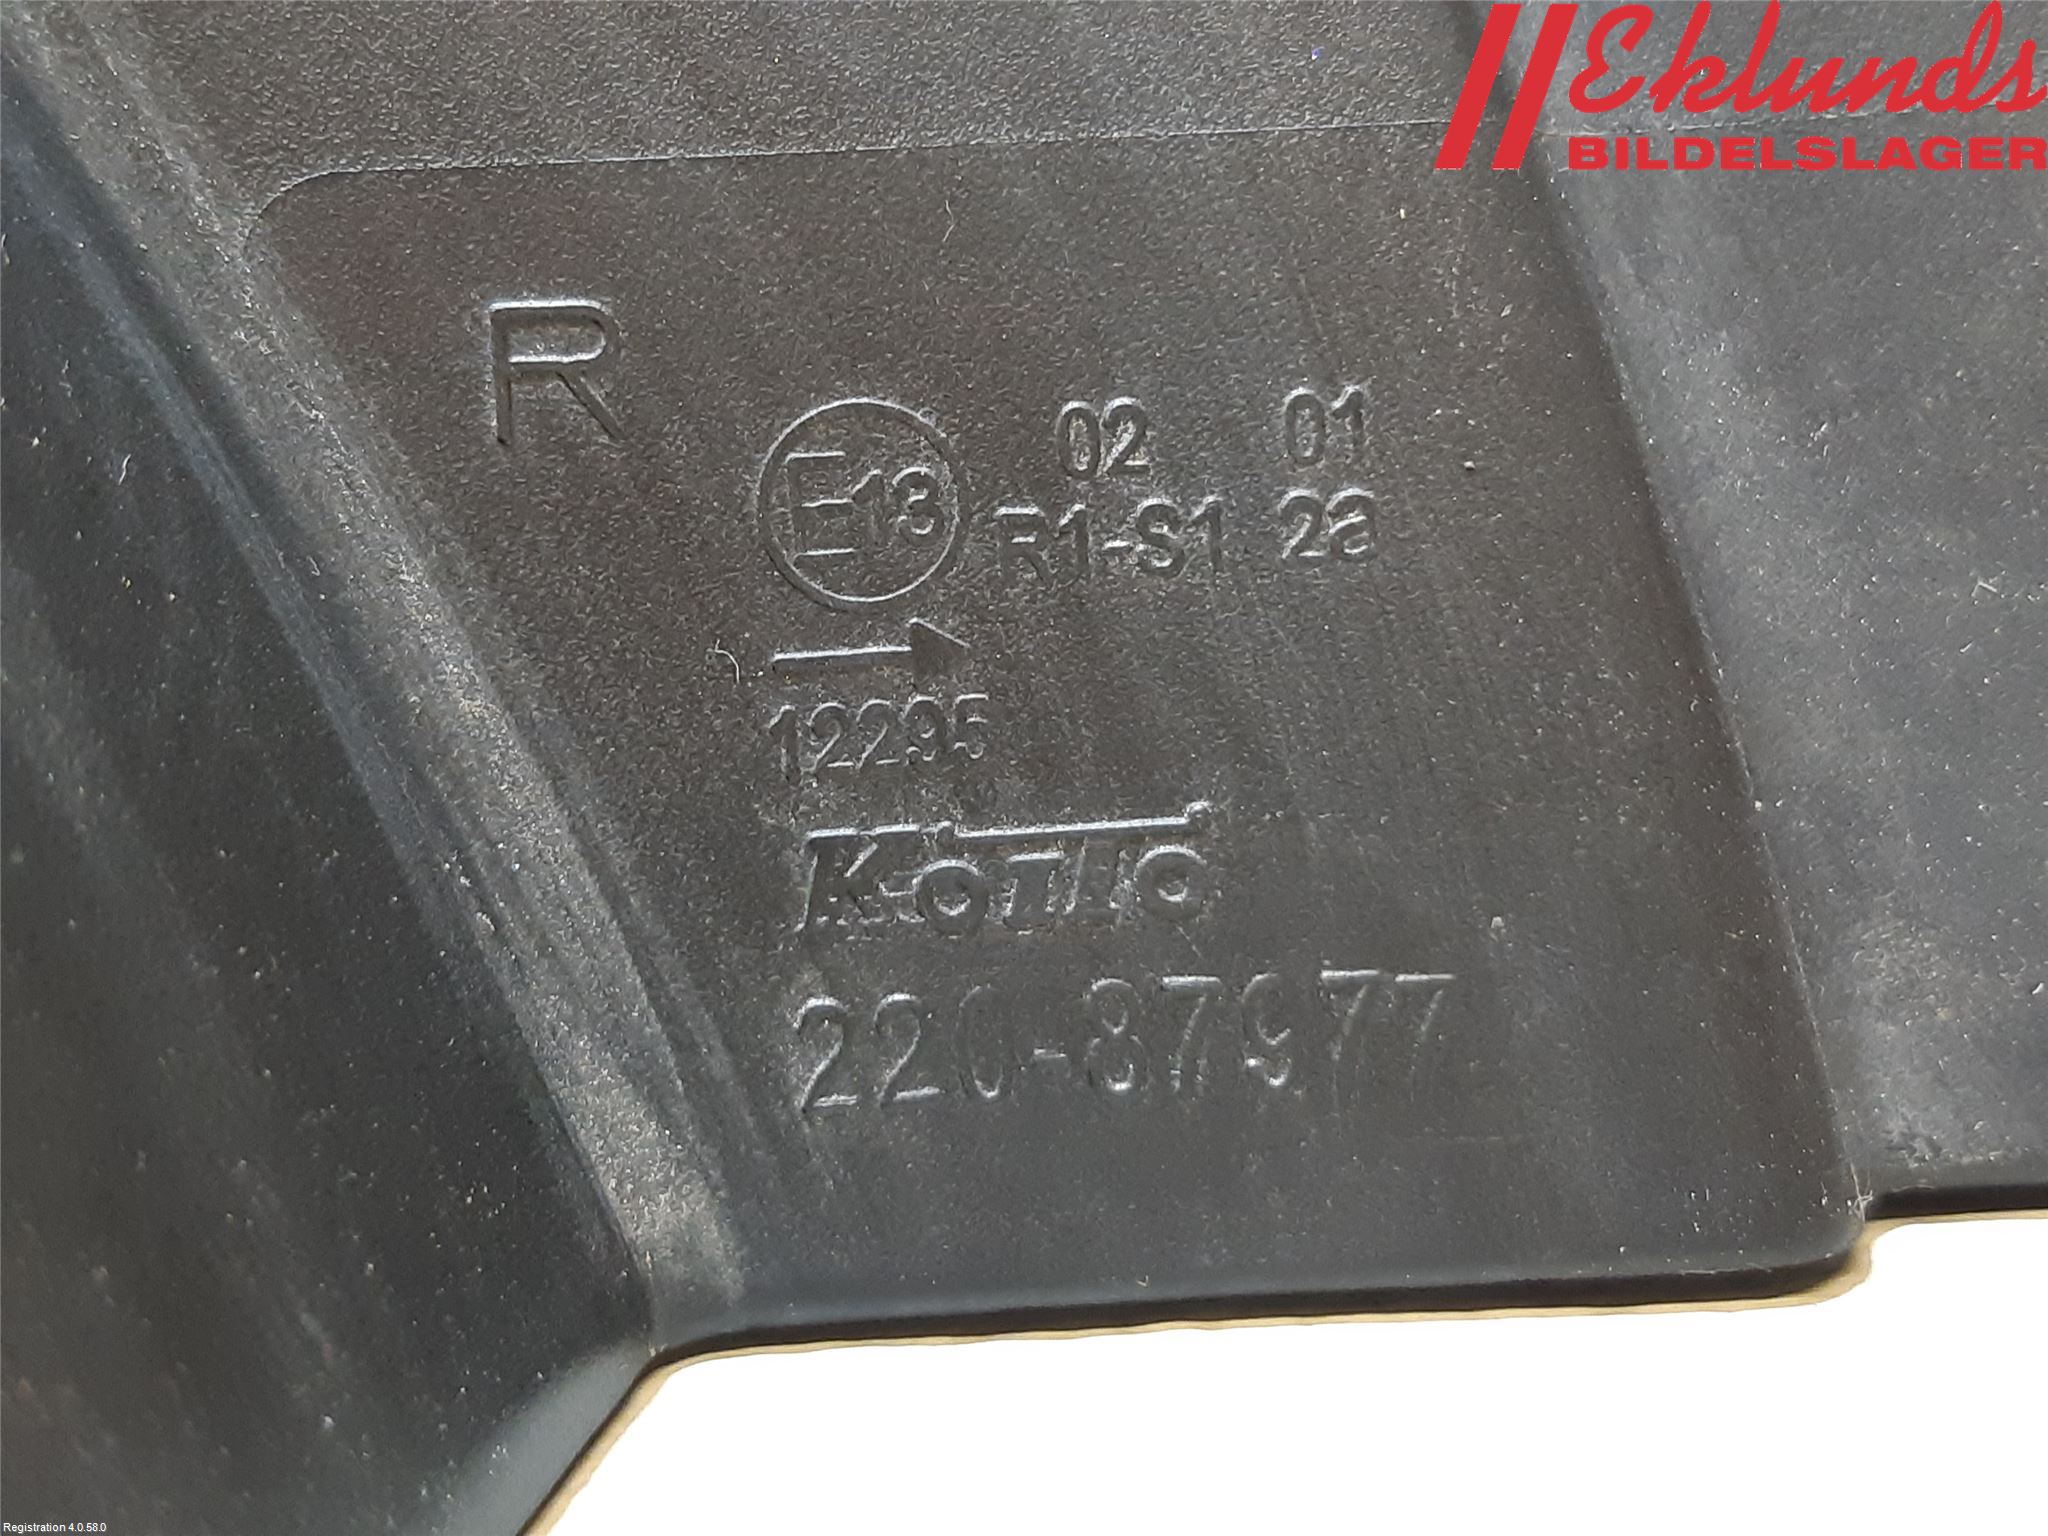 Eklunds
BILDELSLAGER
R
E13
02 01
R1-S1 2a
12295
KOITO
220-87977
Registration 4.0.58.0